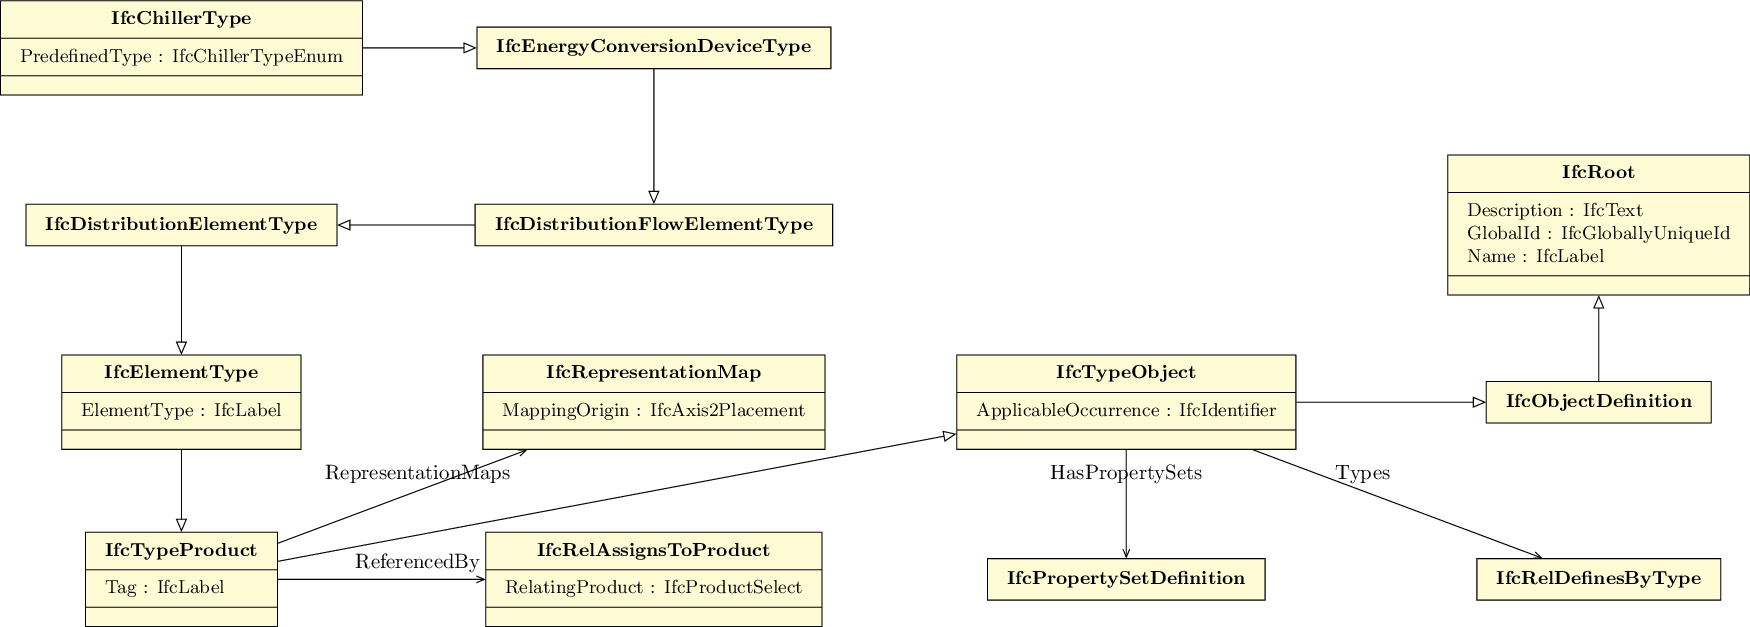 IfcChillerType
PredefinedType : IfcChillerTypeEnum
IfcEnergyConversionDeviceType
IfcRoot
Description : IfcText
GlobalId : IfcGloballyUniqueId
Name : IfcLabel
IfcDistributionElementType
IfcDistributionFlowElementType
IfcElementType
ElementType : IfcLabel
IfcRepresentationMap
MappingOrigin : IfcAxis2Placement
IfcTypeObject
ApplicableOccurrence : IfcIdentifier
IfcObjectDefinition
RepresentationMaps
HasPropertySets
Types
IfcTypeProduct
Tag : IfcLabel
ReferencedBy
IfcRelAssignsToProduct
RelatingProduct : IfcProductSelect
IfcPropertySetDefinition
IfcRelDefinesByType